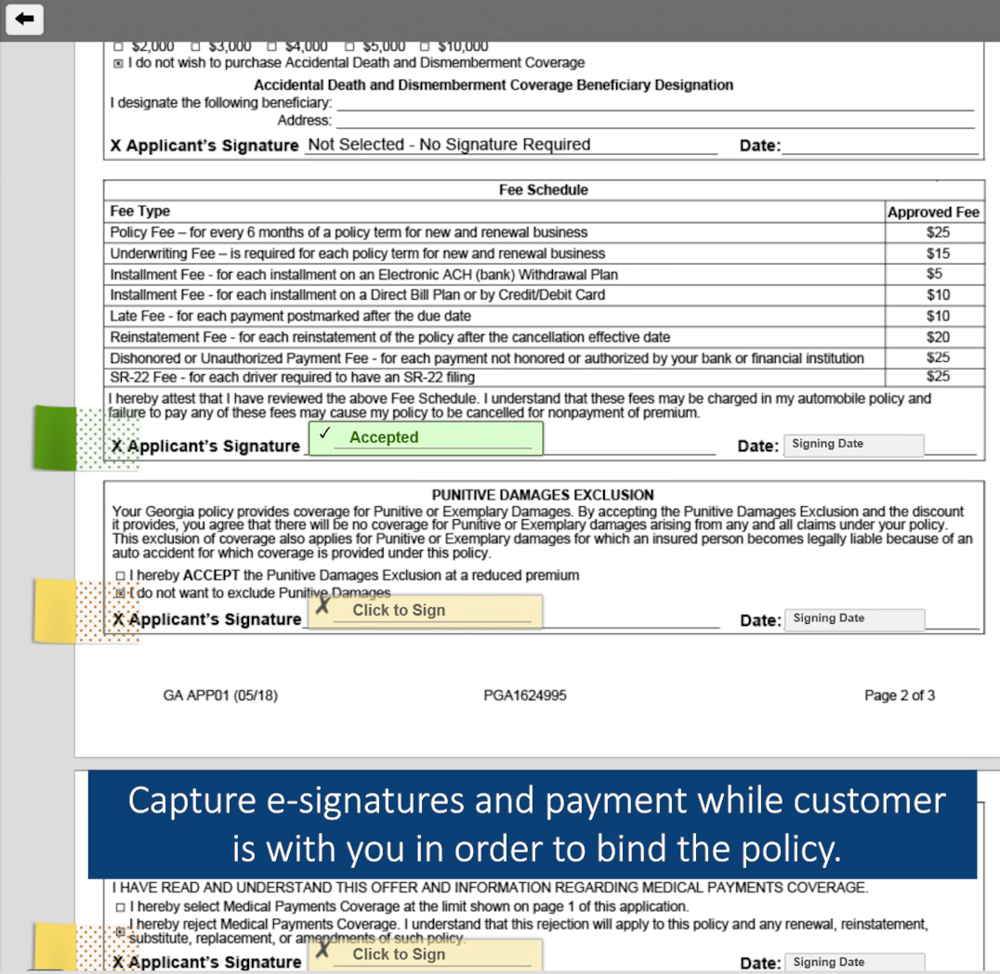 $2,000 $3,000 $4,000 $5,000 $10,000
I do not wish to purchase Accidental Death and Dismemberment Coverage
Accidental Death and Dismemberment Coverage Beneficiary Designation
I designate the following beneficiary:
Address:
X Applicant's Signature Not Selected - No Signature Required Date:
Fee Schedule
Fee Type Approved Fee
Policy Fee – for every 6 months of a policy term for new and renewal business $25
Underwriting Fee – is required for each policy term for new and renewal business $15
Installment Fee - for each installment on an Electronic ACH (bank) Withdrawal Plan $5
Installment Fee - for each installment on a Direct Bill Plan or by Credit/Debit Card $10
Late Fee - for each payment postmarked after the due date $10
Reinstatement Fee - for each reinstatement of the policy after the cancellation effective date $20
Dishonored or Unauthorized Payment Fee - for each payment not honored or authorized by your bank or financial institution $25
SR-22 Fee - for each driver required to have an SR-22 filing $25
I hereby attest that I have reviewed the above Fee Schedule. I understand that these fees may be charged in my automobile policy and
failure to pay any of these fees may cause my policy to be cancelled for nonpayment of premium.
X Applicant's Signature Accepted Date: Signing Date
PUNITIVE DAMAGES EXCLUSION
Your Georgia policy provides coverage for Punitive or Exemplary Damages. By accepting the Punitive Damages Exclusion and the discount
it provides, you agree that there will be no coverage for Punitive or Exemplary damages arising from any and all claims under your policy.
This exclusion of coverage also applies for Punitive or Exemplary damages for which an insured person becomes legally liable because of an
auto accident for which coverage is provided under this policy.
I hereby ACCEPT the Punitive Damages Exclusion at a reduced premium
I do not want to exclude Punitive Damages
X Applicant's Signature Click to Sign Date: Signing Date
GA APP01 (05/18) PGA1624995 Page 2 of 3
Capture e-signatures and payment while customer
is with you in order to bind the policy.
I HAVE READ AND UNDERSTAND THIS OFFER AND INFORMATION REGARDING MEDICAL PAYMENTS COVERAGE.
I hereby select Medical Payments Coverage at the limit shown on page 1 of this application.
I hereby reject Medical Payments Coverage. I understand that this rejection will apply to this policy and any renewal, reinstatement,
substitute, replacement, or amendments of such policy.
X Applicant's Signature Click to Sign Date: Signing Date